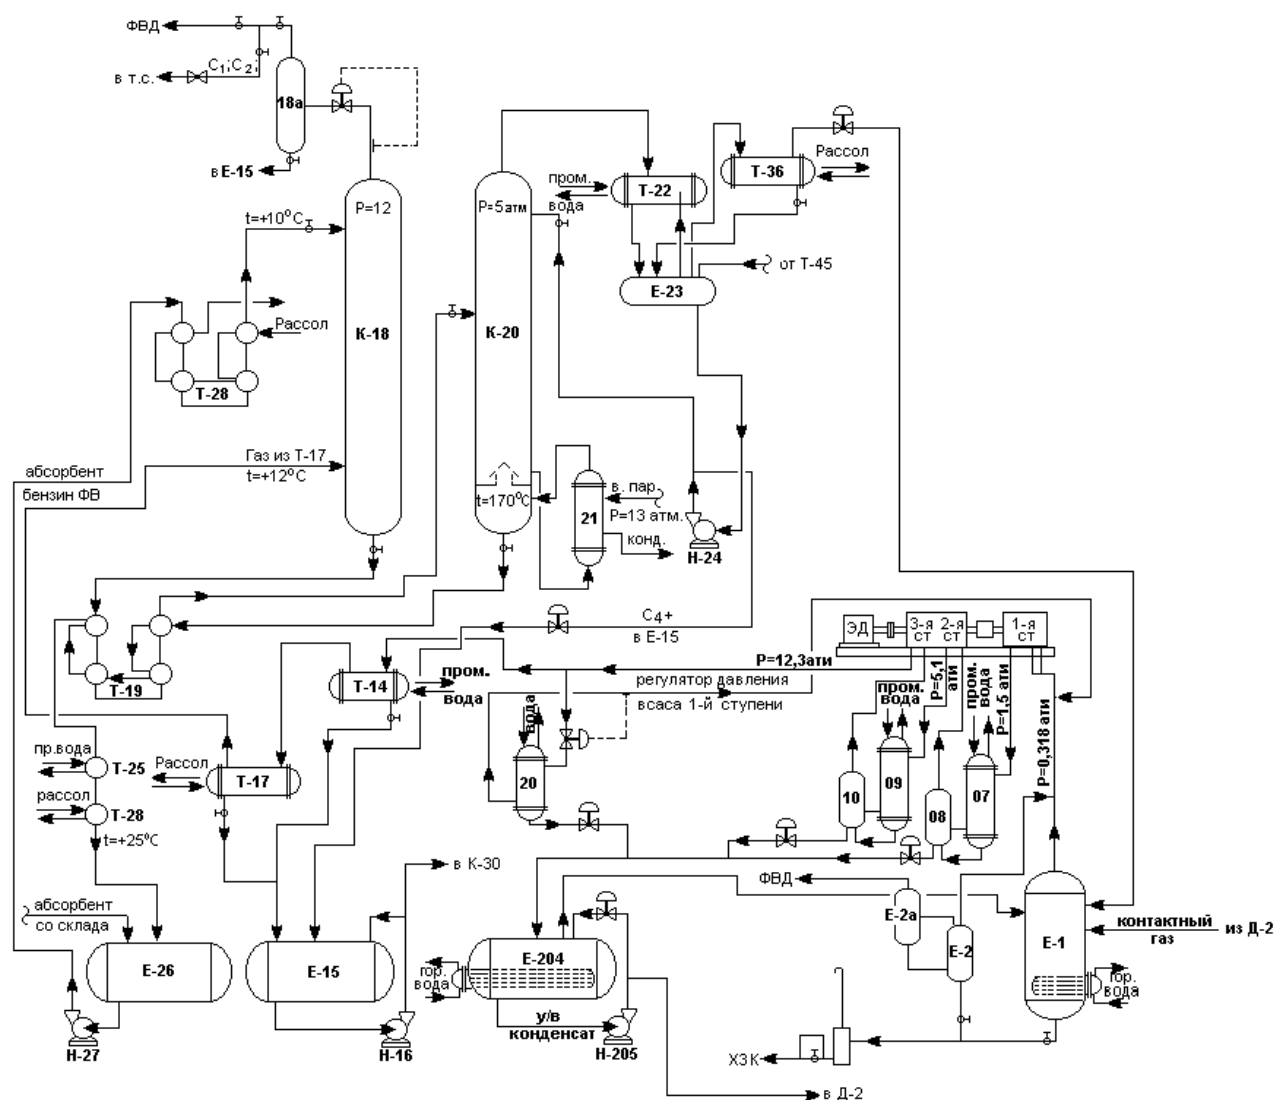 ФВД
в т.с.
C₁; C₂;
18а
в Е-15
P=12
К-18
t=+10°C
Рассол
Т-28
Газ из Т-17
t=+12°C
абсорбент
бензин ФВ
P=5атм
К-20
t=170°C
21
в. пар
P=13 атм.
конд.
Н-24
пром.
вода
Т-22
Т-36
Рассол
Е-23
от Т-45
C₄+
в Е-15
ЭД
3-я
ст
2-я
ст
1-я
ст
P=12,3ати
регулятор давления
всаса 1-й ступени
пром.
вода
P=5,1
ати
пром.
вода
P=1,5 ати
P=0,318 ати
Т-19
Т-14
пром.
вода
вода
20
10
09
08
07
пр.вода
Т-25
рассол
Т-28
t=+25°C
Рассол
Т-17
в К-30
абсорбент
со склада
Е-26
Е-15
Н-27
Н-16
Е-204
гор.
вода
у/в
конденсат
Н-205
в Д-2
ФВД
Е-2а
Е-2
Е-1
контактный
газ
из Д-2
гор.
вода
ХЗК